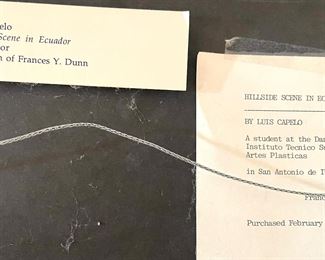 elo
Scene in Ecuador
or
n of Frances Y. Dunn
HILLSIDE SCENE IN EC
BY LUIS CAPELO
A student at the Da
Instituto Tecnico Su
Artes Plasticas
in San Antonio de I
Franc
Purchased February